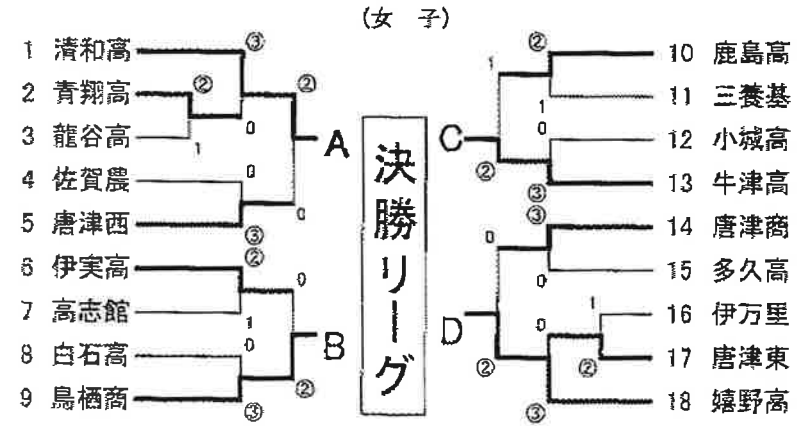 (女 子)
1 清和高
2 青翔高
3 龍谷高
4 佐賀農
5 唐津西
6 伊実高
7 高志館
8 白石高
9 鳥栖商
③
②
1
0
②
0
③
0
A
②
1
0
③
0
②
B
決勝リーグ
C
1
②
②
1
0
③
D
0
②
③
0
0
③
1
②
10 鹿島高
11 三養基
12 小城高
13 牛津高
14 唐津商
15 多久高
16 伊万里
17 唐津東
18 嬉野高